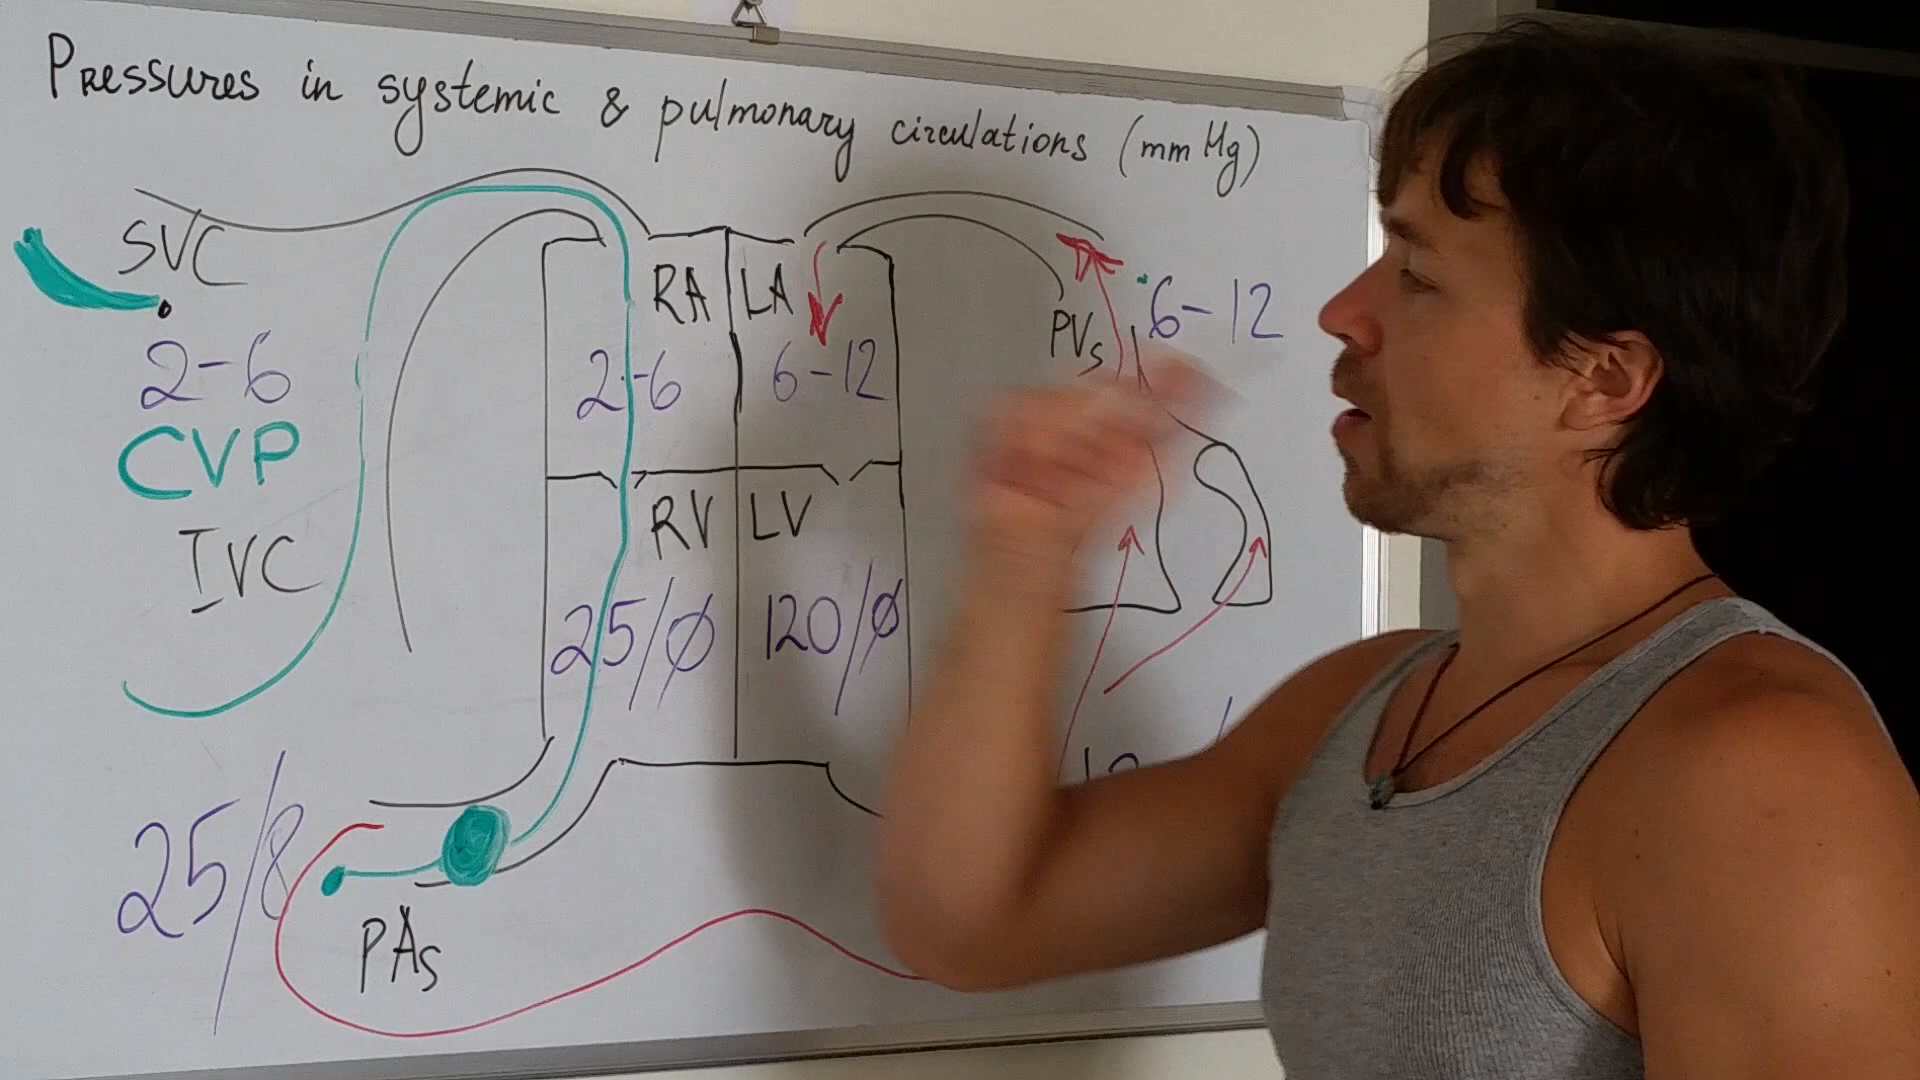 Pressures in systemic & pulmonary circulations (mm Hg)
SVC
2-6
CVP
IVC
RA
LA
2-6
6-12
RV
LV
25/0
120/0
PVs
6-12
25/8
PAs